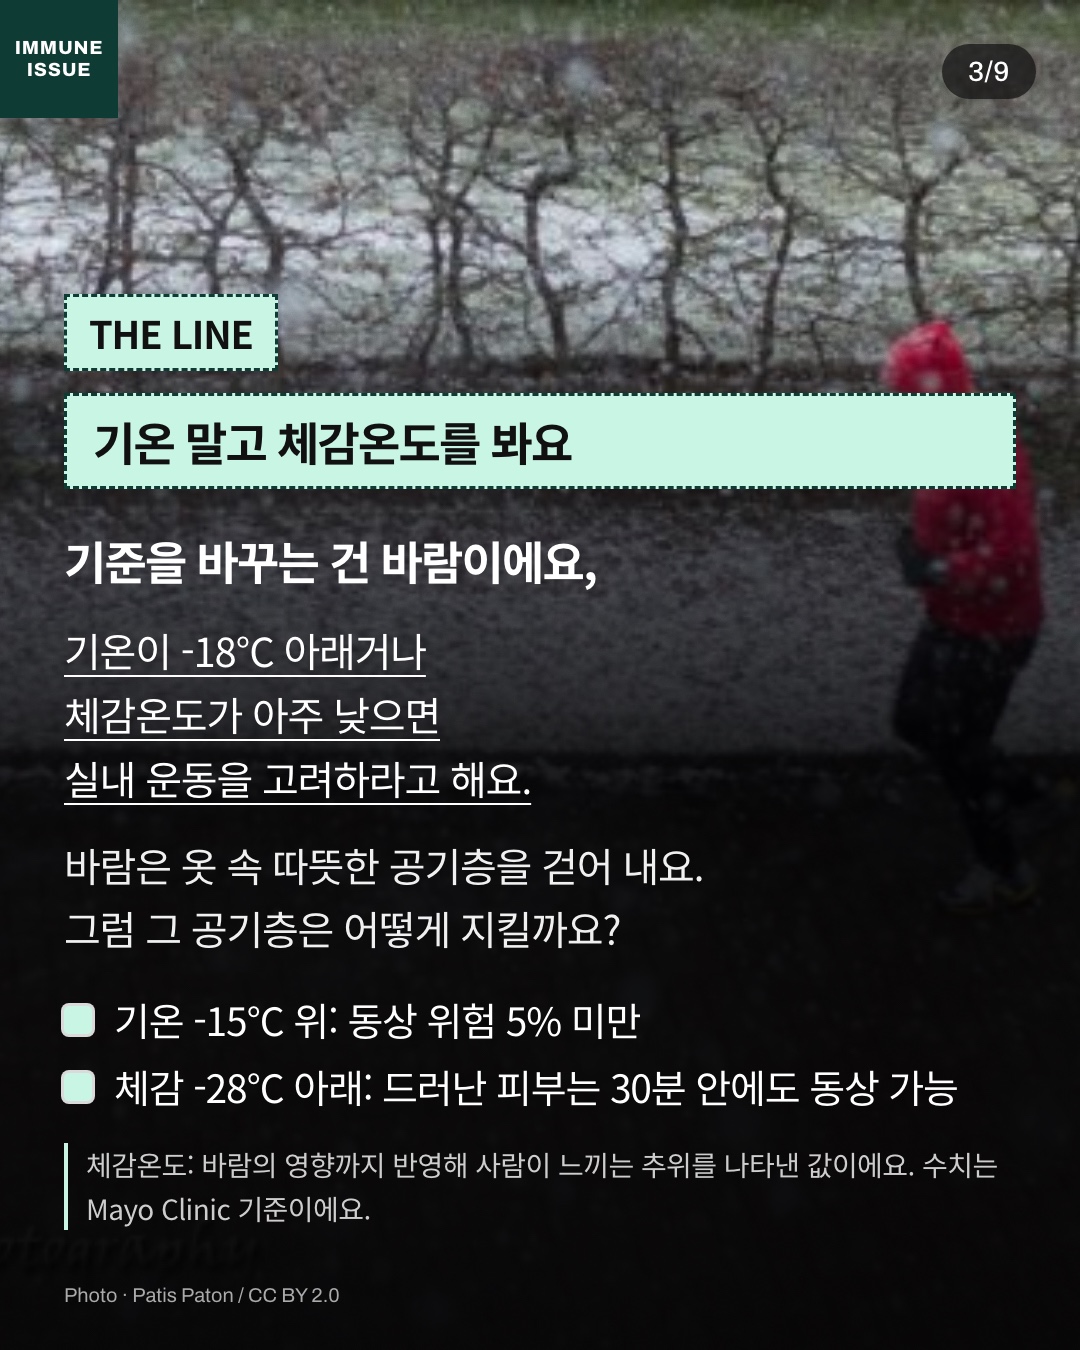 IMMUNE
ISSUE
3/9
THE LINE
기온 말고 체감온도를 봐요
기준을 바꾸는 건 바람이에요,
기온이 -18°C 아래거나
체감온도가 아주 낮으면
실내 운동을 고려하라고 해요.
바람은 옷 속 따뜻한 공기층을 걷어 내요.
그럼 그 공기층은 어떻게 지킬까요?
기온 -15°C 위: 동상 위험 5% 미만
체감 -28°C 아래: 드러난 피부는 30분 안에도 동상 가능
체감온도: 바람의 영향까지 반영해 사람이 느끼는 추위를 나타낸 값이에요. 수치는
Mayo Clinic 기준이에요.
Photo · Patis Paton / CC BY 2.0